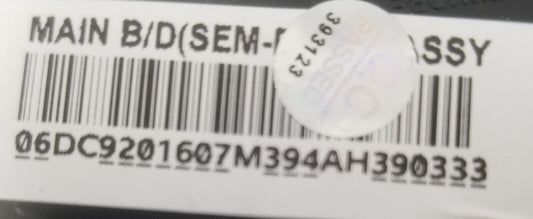 MAIN B/D(SEM- ASSY
393123
PASSED
QC
06DC9201607M394AH390333